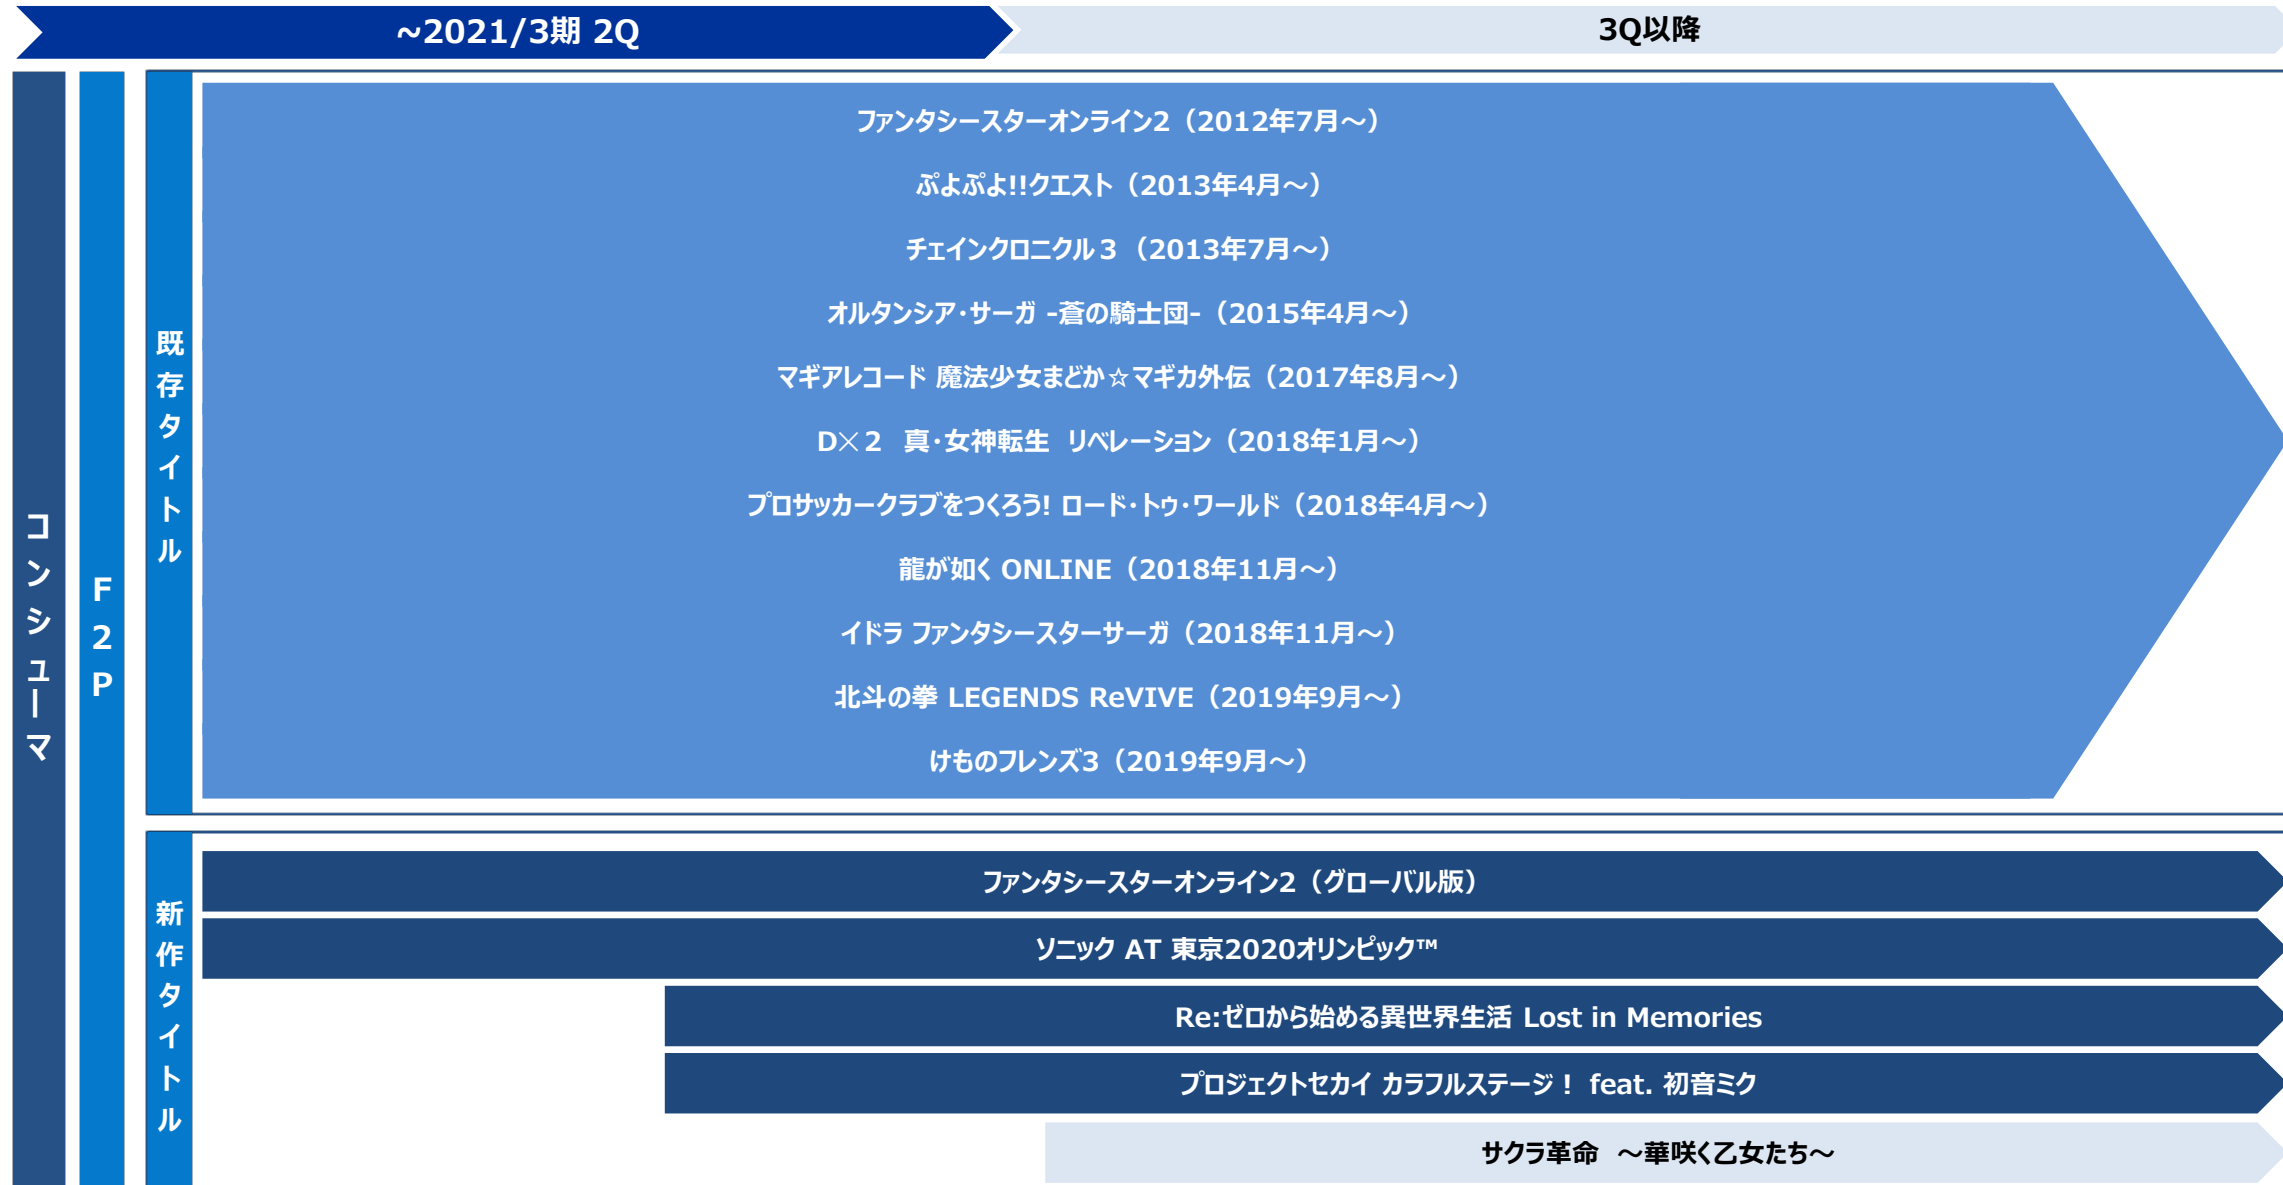 ~2021/3期 2Q
3Q以降
コンシューマ
F2P
既存タイトル
ファンタシースターオンライン2（2012年7月～）
ぷよぷよ!!クエスト（2013年4月～）
チェインクロニクル３（2013年7月～）
オルタンシア・サーガ -蒼の騎士団-（2015年4月～）
マギアレコード 魔法少女まどか☆マギカ外伝（2017年8月～）
D×２　真・女神転生　リベレーション（2018年1月～）
プロサッカークラブをつくろう! ロード・トゥ・ワールド（2018年4月～）
龍が如く ONLINE（2018年11月～）
イドラ ファンタシースターサーガ（2018年11月～）
北斗の拳 LEGENDS ReVIVE（2019年9月～）
けものフレンズ3（2019年9月～）
新作タイトル
ファンタシースターオンライン2（グローバル版）
ソニック AT 東京2020オリンピック™
Re:ゼロから始める異世界生活 Lost in Memories
プロジェクトセカイ カラフルステージ！ feat. 初音ミク
サクラ革命　～華咲く乙女たち～